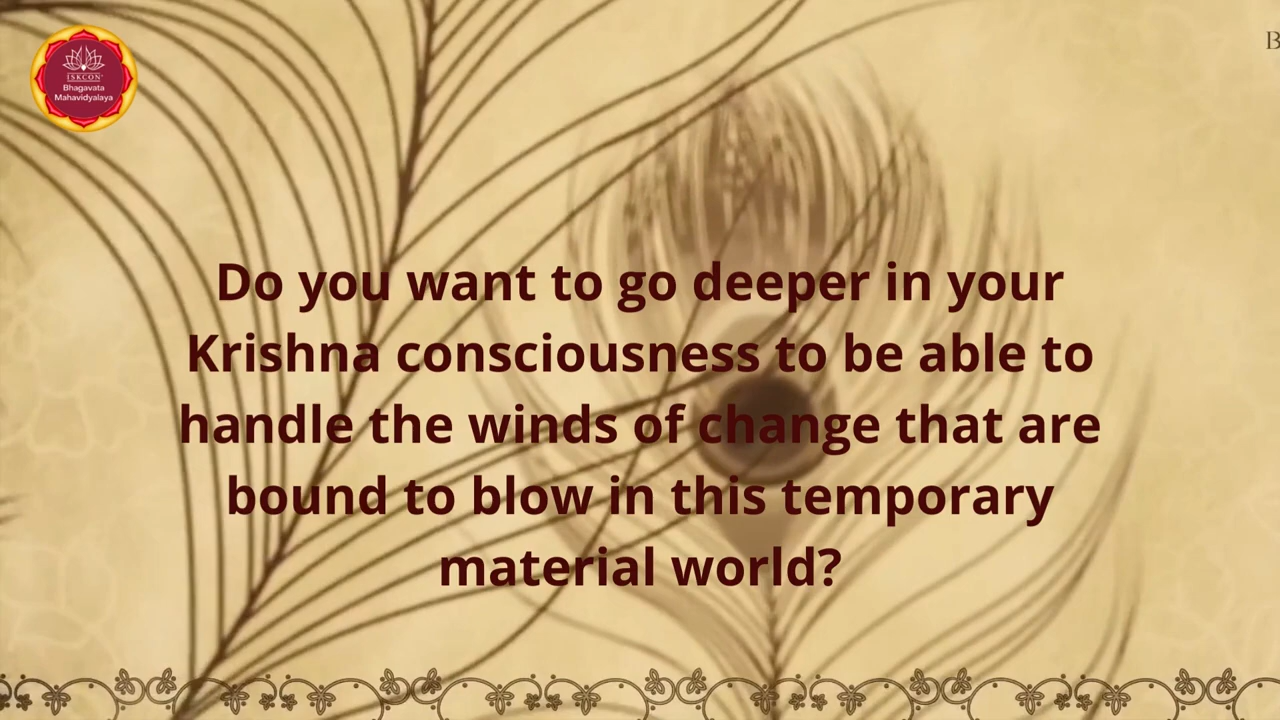 ISKCON
Bhagavata
Mahavidyalaya
B
Do you want to go deeper in your
Krishna consciousness to be able to
handle the winds of change that are
bound to blow in this temporary
material world?